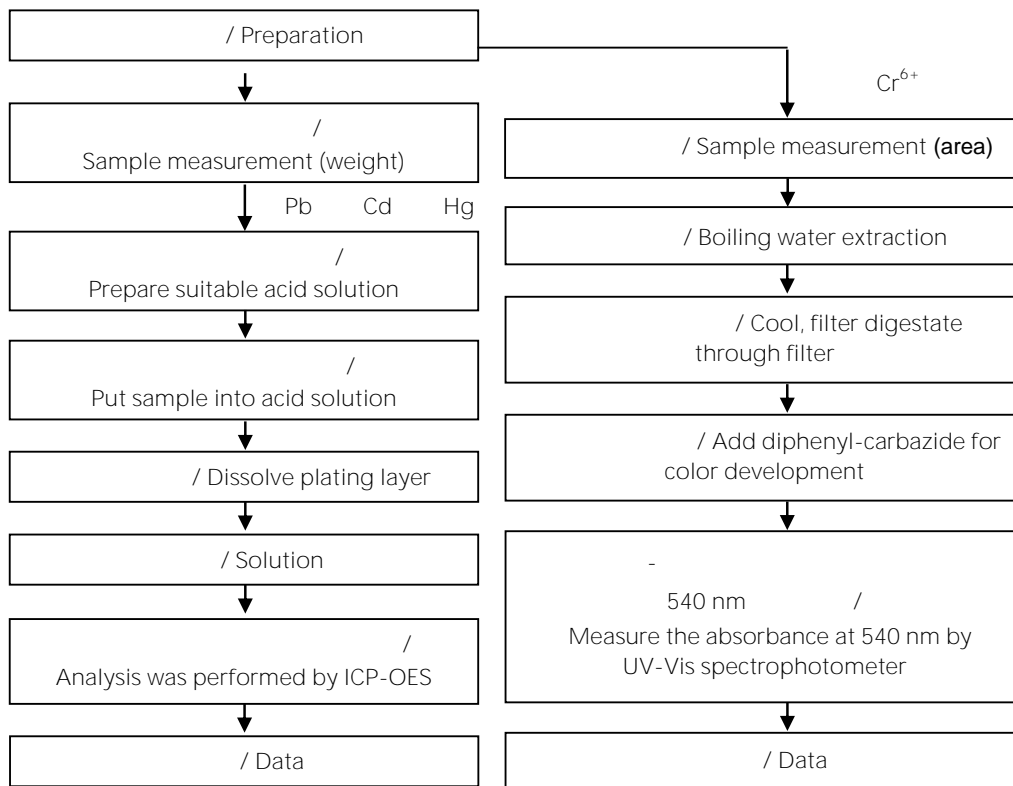 / Preparation
/
Sample measurement (weight)
Pb Cd Hg
/
Prepare suitable acid solution
/
Put sample into acid solution
/ Dissolve plating layer
/ Solution
/
Analysis was performed by ICP-OES
/ Data
Cr⁶⁺
/ Sample measurement (area)
/ Boiling water extraction
/ Cool, filter digestate
through filter
/ Add diphenyl-carbazide for
color development
-
540 nm /
Measure the absorbance at 540 nm by
UV-Vis spectrophotometer
/ Data